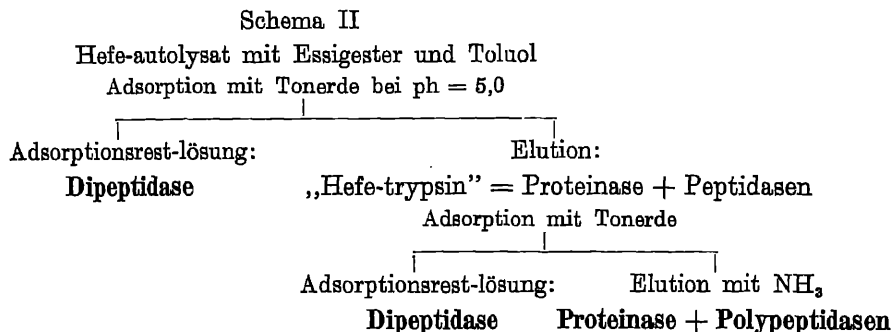 Schema II
Hefe-autolysat mit Essigester und Toluol
Adsorption mit Tonerde bei ph = 5,0
Adsorptionsrest-lösung: Elution:
Dipeptidase „Hefe-trypsin” = Proteinase + Peptidasen
Adsorption mit Tonerde
Adsorptionsrest-lösung: Elution mit NH₃
Dipeptidase Proteinase + Polypeptidasen